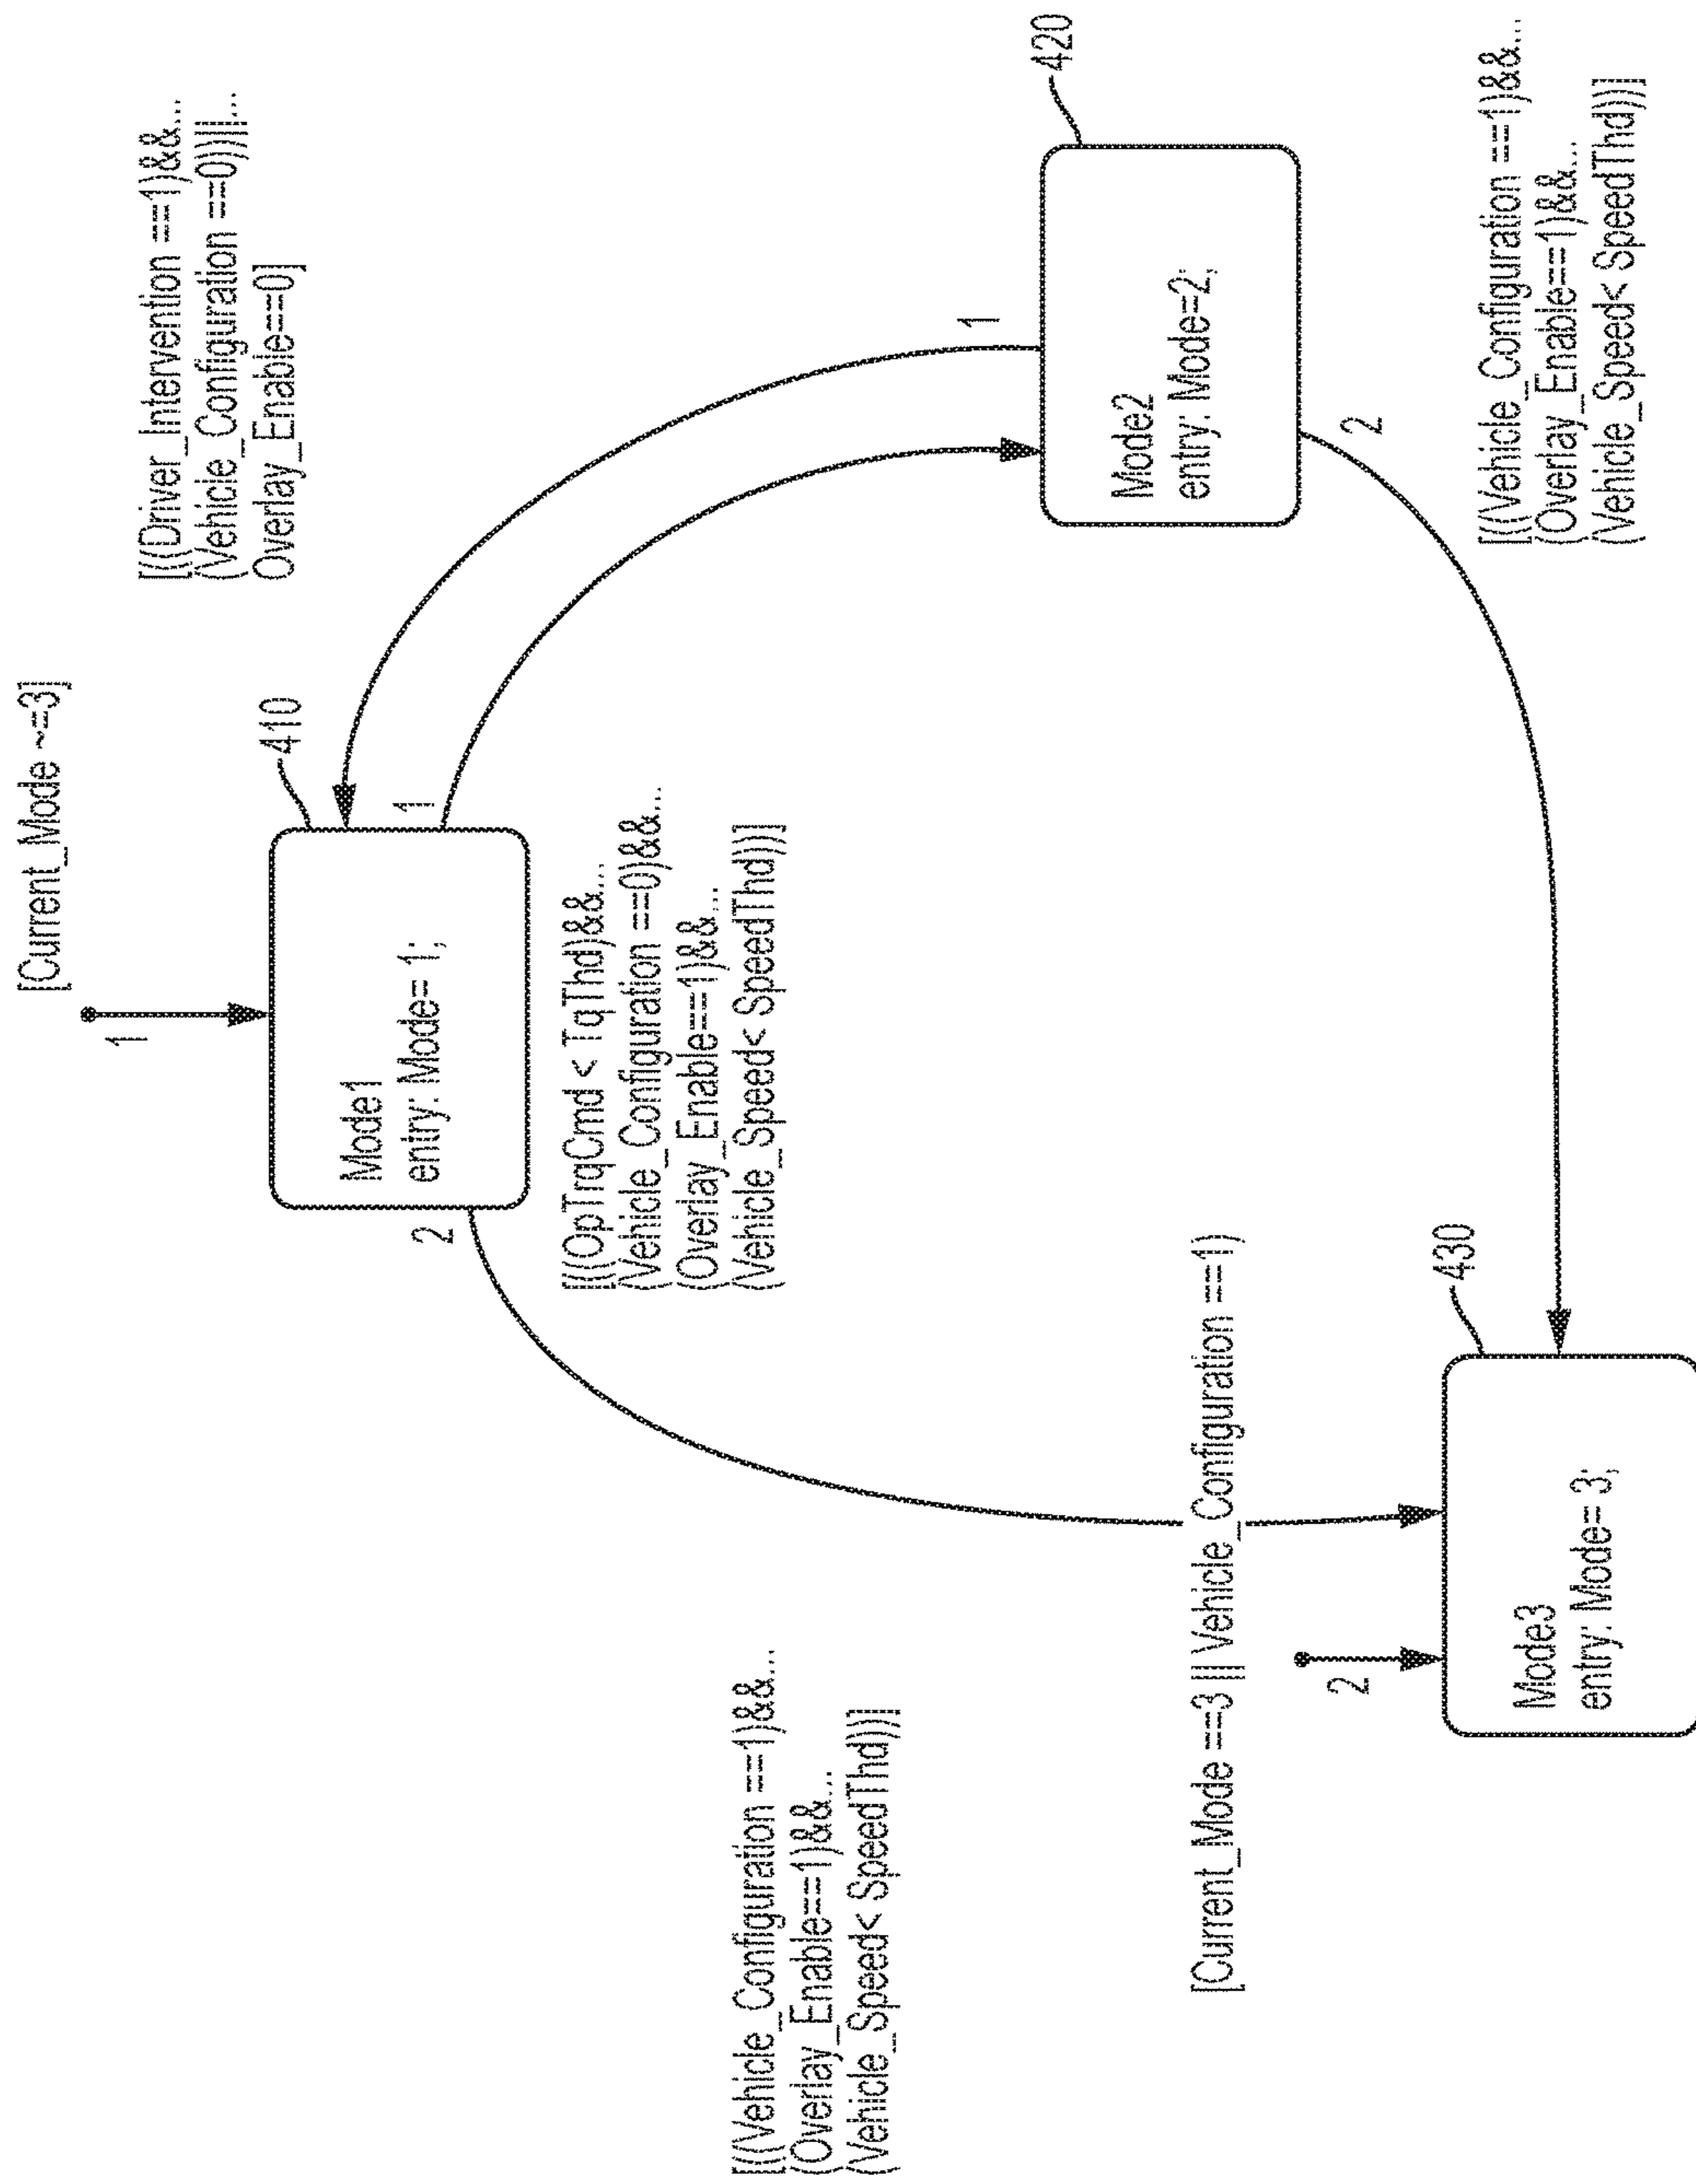 [Current_Mode ~=3]
1
410
Mode1
entry: Mode= 1;
1
2
[((Driver_Intervention ==1)&&...
(Vehicle_Configuration ==0))||...
Overlay_Enable==0]
[((OpTrqCmd < TqThd)&&...
(Vehicle_Configuration ==0)&&...
(Overlay_Enable==1)&&...
(Vehicle_Speed< SpeedThd))]
1
420
Mode2
entry: Mode=2;
2
[((Vehicle_Configuration ==1)&&...
(Overlay_Enable==1)&&...
(Vehicle_Speed< SpeedThd))]
[((Vehicle_Configuration ==1)&&...
(Overlay_Enable==1)&&...
(Vehicle_Speed< SpeedThd))]
[Current_Mode ==3 || Vehicle_Configuration ==1)
2
430
Mode3
entry: Mode= 3;